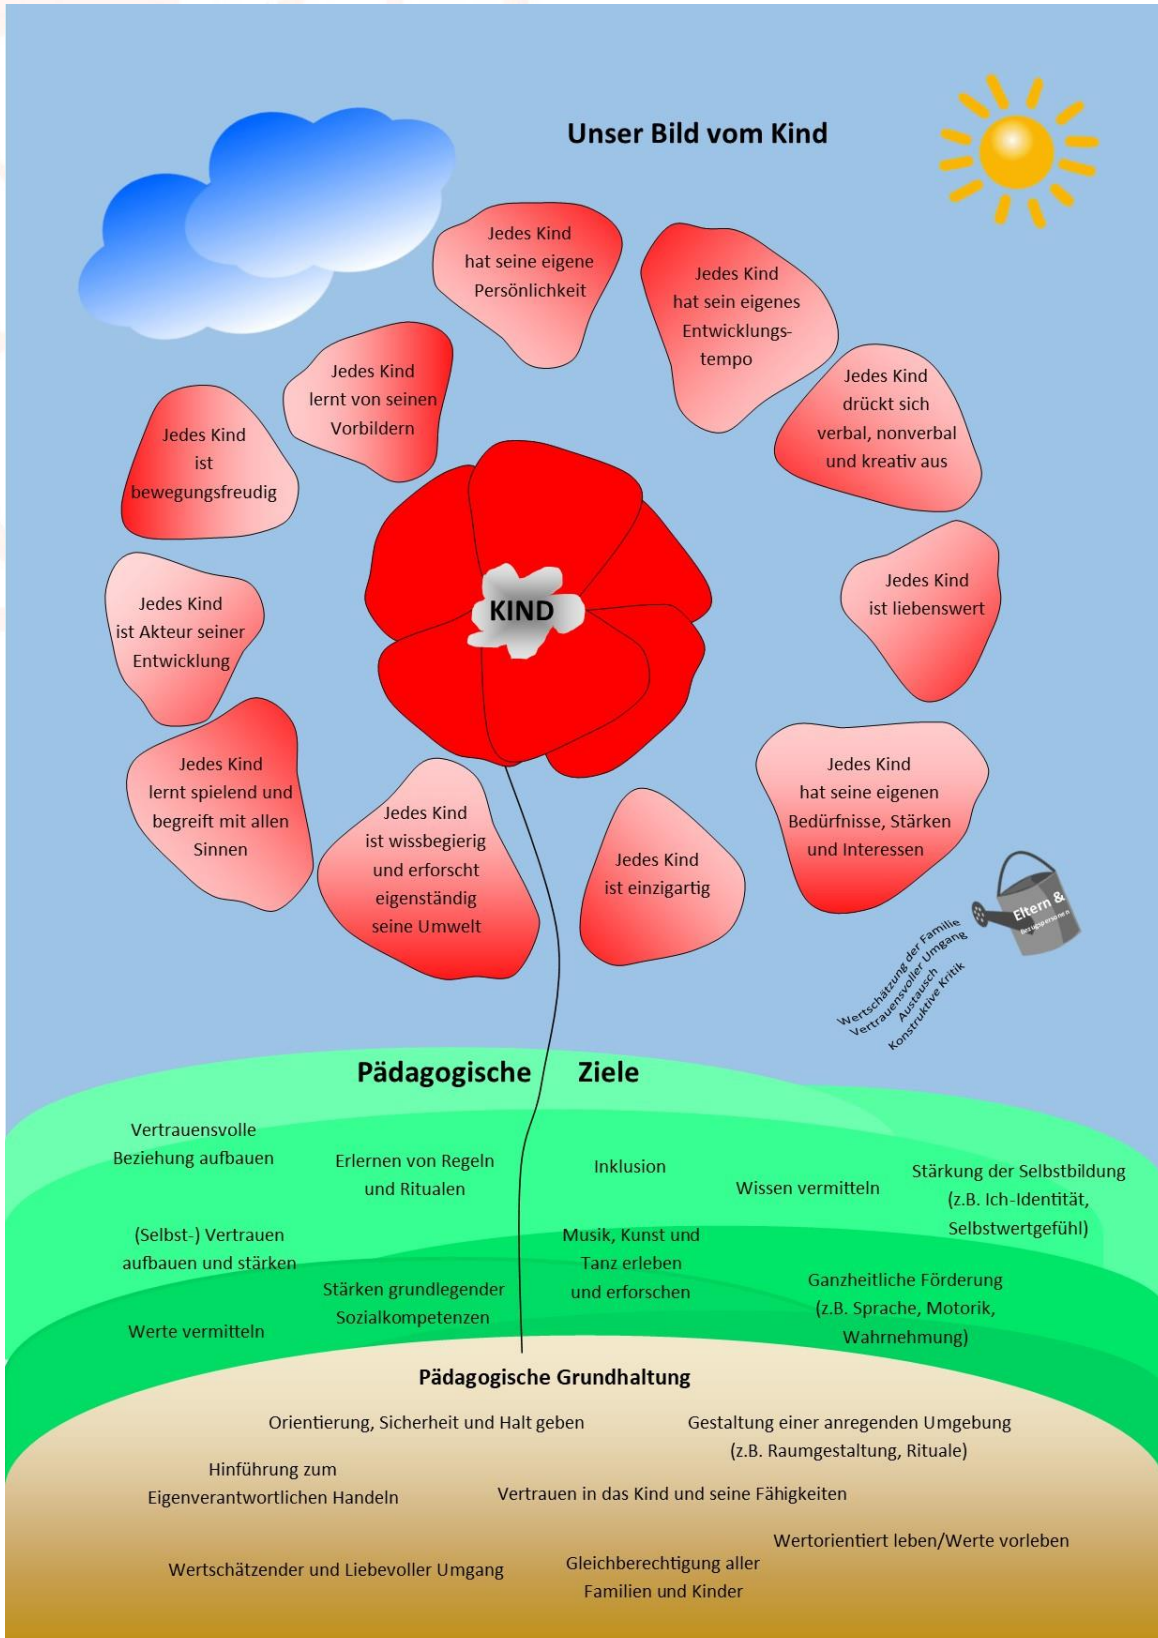 Unser Bild vom Kind
Jedes Kind
hat seine eigene
Persönlichkeit
Jedes Kind
hat sein eigenes
Entwicklungs-
tempo
Jedes Kind
drückt sich
verbal, nonverbal
und kreativ aus
Jedes Kind
ist liebenswert
Jedes Kind
hat seine eigenen
Bedürfnisse, Stärken
und Interessen
Jedes Kind
ist einzigartig
Jedes Kind
ist wissbegierig
und erforscht
eigenständig
seine Umwelt
Jedes Kind
lernt spielend und
begreift mit allen
Sinnen
Jedes Kind
ist Akteur seiner
Entwicklung
Jedes Kind
ist
bewegungsfreudig
Jedes Kind
lernt von seinen
Vorbildern
KIND
Eltern &
Bezugspersonen
Wertschätzung der Familie
Vertrauensvoller Umgang
Austausch
Konstruktive Kritik
Pädagogische Ziele
Vertrauensvolle
Beziehung aufbauen
Erlernen von Regeln
und Ritualen
Inklusion
Wissen vermitteln
Stärkung der Selbstbildung
(z.B. Ich-Identität,
Selbstwertgefühl)
(Selbst-) Vertrauen
aufbauen und stärken
Stärken grundlegender
Sozialkompetenzen
Musik, Kunst und
Tanz erleben
und erforschen
Ganzheitliche Förderung
(z.B. Sprache, Motorik,
Wahrnehmung)
Werte vermitteln
Pädagogische Grundhaltung
Orientierung, Sicherheit und Halt geben
Gestaltung einer anregenden Umgebung
(z.B. Raumgestaltung, Rituale)
Hinführung zum
Eigenverantwortlichen Handeln
Vertrauen in das Kind und seine Fähigkeiten
Wertorientiert leben/Werte vorleben
Wertschätzender und Liebevoller Umgang
Gleichberechtigung aller
Familien und Kinder